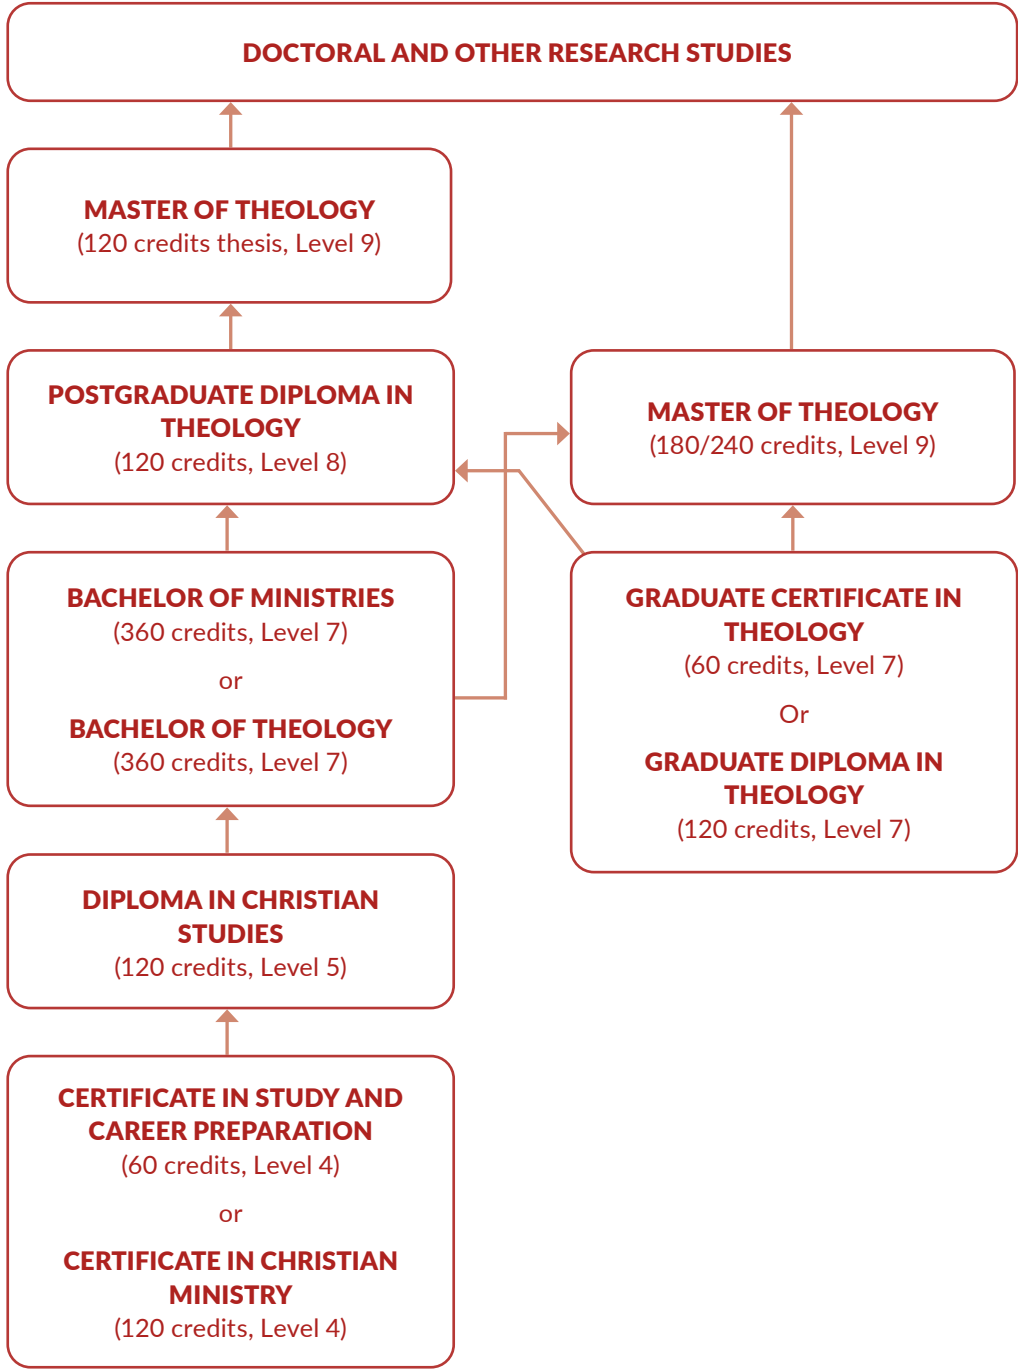 DOCTORAL AND OTHER RESEARCH STUDIES
MASTER OF THEOLOGY
(120 credits thesis, Level 9)
POSTGRADUATE DIPLOMA IN
THEOLOGY
(120 credits, Level 8)
MASTER OF THEOLOGY
(180/240 credits, Level 9)
BACHELOR OF MINISTRIES
(360 credits, Level 7)
or
BACHELOR OF THEOLOGY
(360 credits, Level 7)
GRADUATE CERTIFICATE IN
THEOLOGY
(60 credits, Level 7)
Or
GRADUATE DIPLOMA IN
THEOLOGY
(120 credits, Level 7)
DIPLOMA IN CHRISTIAN
STUDIES
(120 credits, Level 5)
CERTIFICATE IN STUDY AND
CAREER PREPARATION
(60 credits, Level 4)
or
CERTIFICATE IN CHRISTIAN
MINISTRY
(120 credits, Level 4)